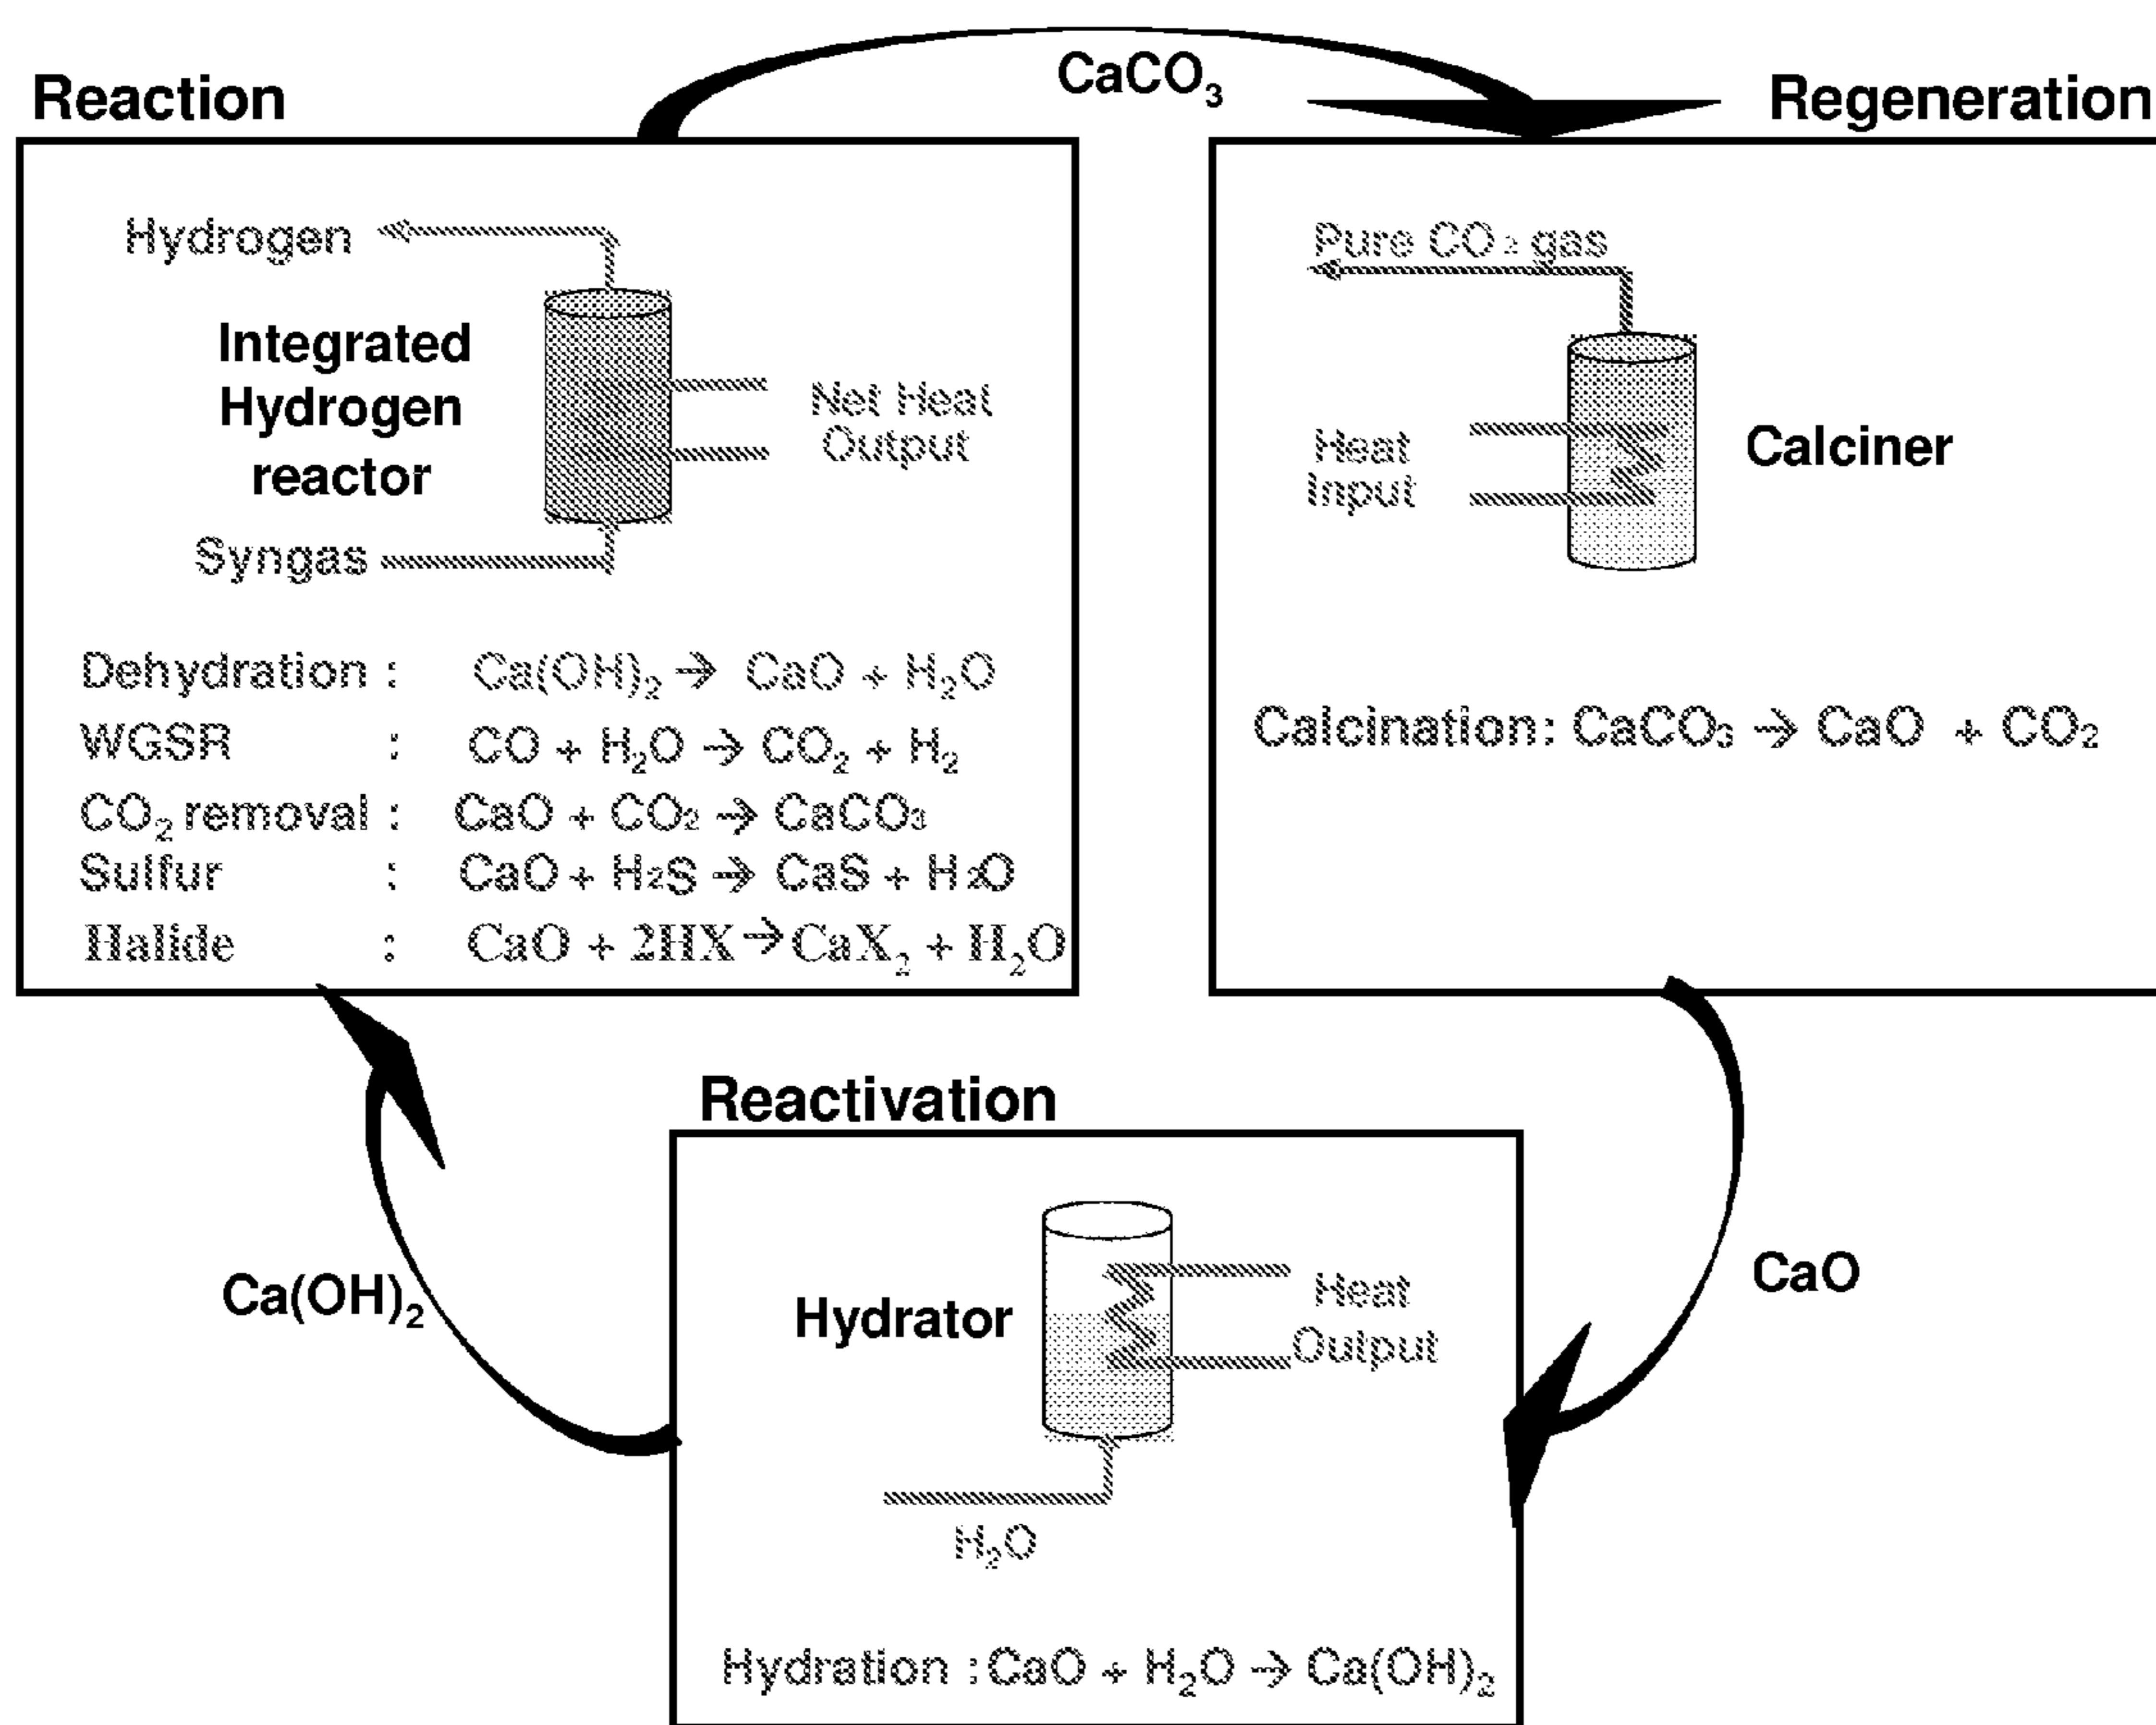 CaCO₃
Reaction
Regeneration
Hydrogen
Integrated
Hydrogen
reactor
Net Heat
Output
Syngas
Dehydration : Ca(OH)₂ → CaO + H₂O
WGSR : CO + H₂O → CO₂ + H₂
CO₂ removal : CaO + CO₂ → CaCO₃
Sulfur : CaO + H₂S → CaS + H₂O
Halide : CaO + 2HX → CaX₂ + H₂O
Pure CO₂ gas
Heat
Input
Calciner
Calcination: CaCO₃ → CaO + CO₂
Reactivation
Ca(OH)₂
CaO
Hydrator
Heat
Output
H₂O
Hydration : CaO + H₂O → Ca(OH)₂